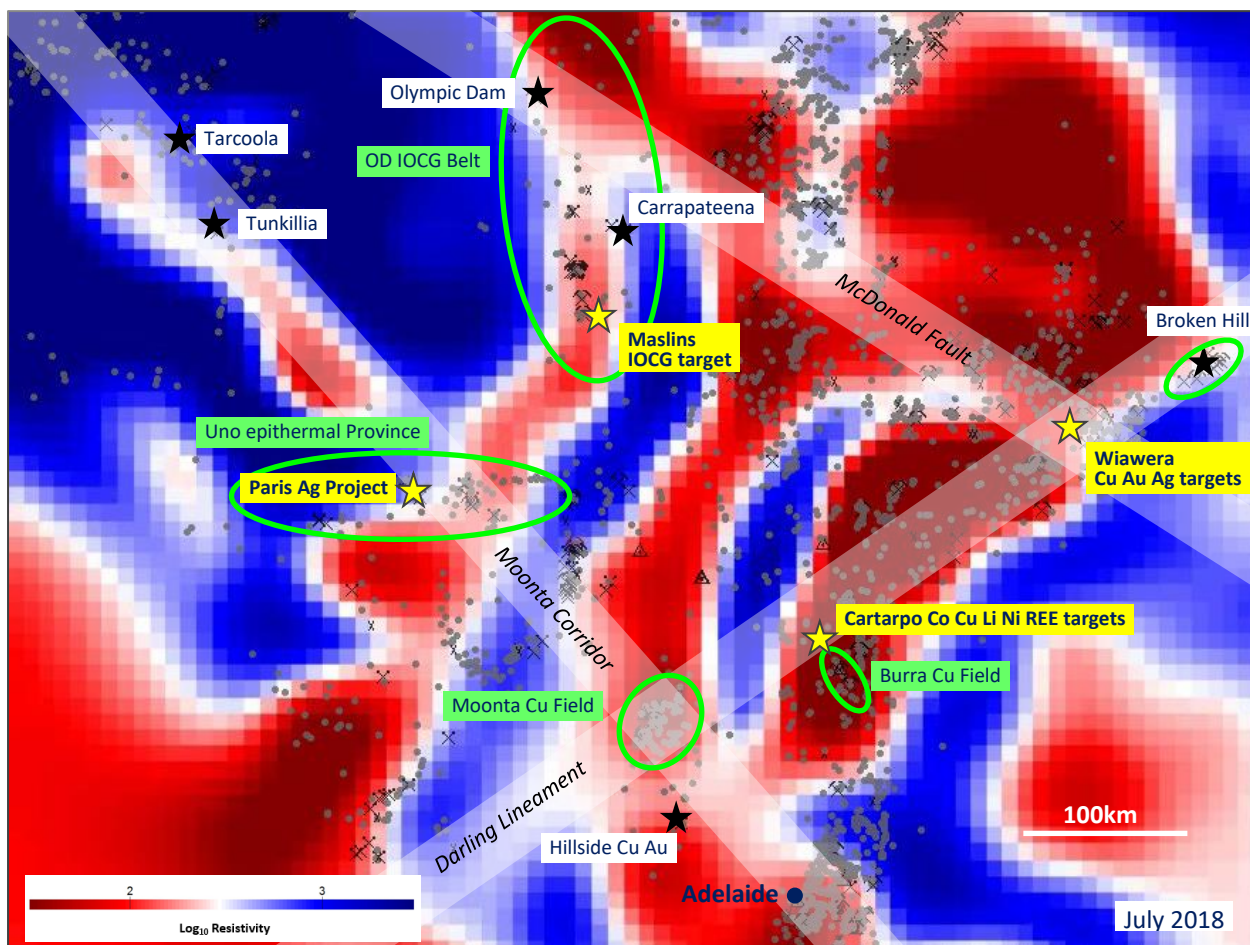 Olympic Dam
Tarcoola
OD IOCG Belt
Carrapateena
Tunkillia
McDonald Fault
Broken Hill
Maslins
IOCG target
Uno epithermal Province
Wiawera
Cu Au Ag targets
Paris Ag Project
Moonta Corridor
Cartarpo Co Cu Li Ni REE targets
Burra Cu Field
Moonta Cu Field
Darling Lineament
100km
Hillside Cu Au
Adelaide
2 3
Log10 Resistivity
July 2018